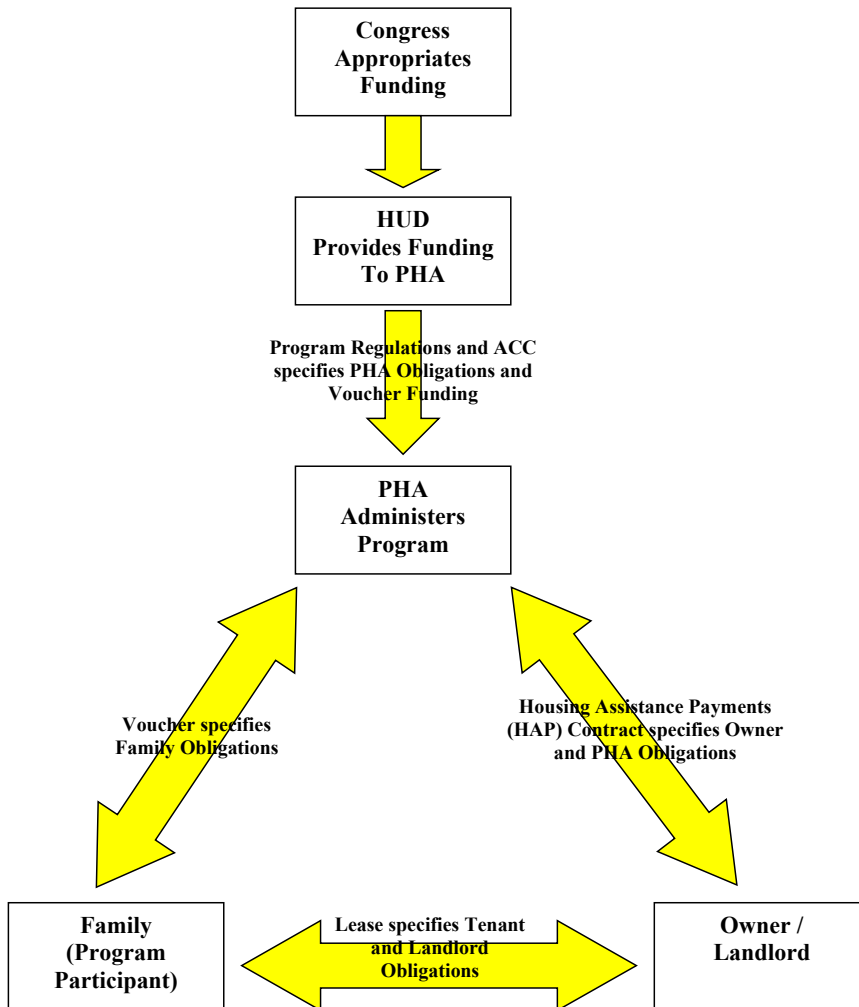 Congress
Appropriates
Funding
HUD
Provides Funding
To PHA
Program Regulations and ACC
specifies PHA Obligations and
Voucher Funding
PHA
Administers
Program
Voucher specifies
Family Obligations
Housing Assistance Payments
(HAP) Contract specifies Owner
and PHA Obligations
Family
(Program
Participant)
Lease specifies Tenant
and Landlord
Obligations
Owner /
Landlord